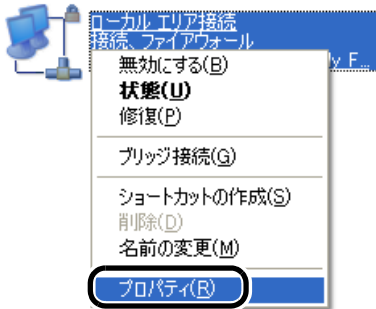 ローカル エリア接続
接続、ファイアウォール
y F...
無効にする(B)
状態(U)
修復(P)
ブリッジ接続(G)
ショートカットの作成(S)
削除(D)
名前の変更(M)
プロパティ(R)